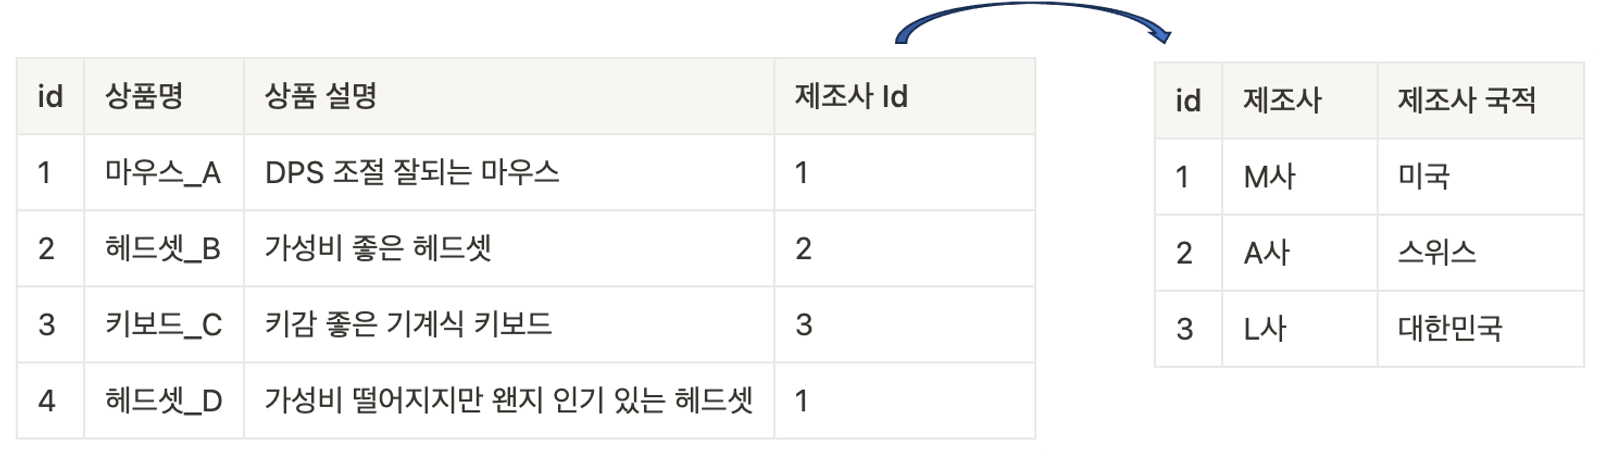 id 상품명 상품 설명 제조사 Id
1 마우스_A DPS 조절 잘되는 마우스 1
2 헤드셋_B 가성비 좋은 헤드셋 2
3 키보드_C 키감 좋은 기계식 키보드 3
4 헤드셋_D 가성비 떨어지지만 왠지 인기 있는 헤드셋 1
id 제조사 제조사 국적
1 M사 미국
2 A사 스위스
3 L사 대한민국